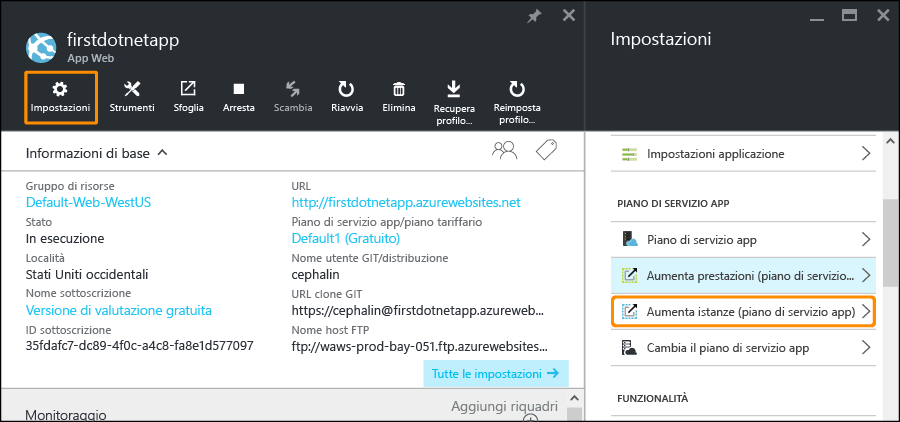 firstdotnetapp
App Web
Impostazioni
Strumenti
Sfoglia
Arresta
Scambia
Riavvia
Elimina
Recupera profilo...
Reimposta profilo...
Informazioni di base
Gruppo di risorse
Default-Web-WestUS
Stato
In esecuzione
Località
Stati Uniti occidentali
Nome sottoscrizione
Versione di valutazione gratuita
ID sottoscrizione
35fdafc7-dc89-4f0c-a4c8-fa8e1d577097
URL
http://firstdotnetapp.azurewebsites.net
Piano di servizio app/piano tariffario
Default1 (Gratuito)
Nome utente GIT/distribuzione
cephalin
URL clone GIT
https://cephalin@firstdotnetapp.azureweb...
Nome host FTP
ftp://waws-prod-bay-051.ftp.azurewebsites...
Tutte le impostazioni →
Monitoraggio
Aggiungi riquadri
Impostazioni
Impostazioni applicazione
PIANO DI SERVIZIO APP
Piano di servizio app
Aumenta prestazioni (piano di servizio...
Aumenta istanze (piano di servizio app)
Cambia il piano di servizio app
FUNZIONALITÀ